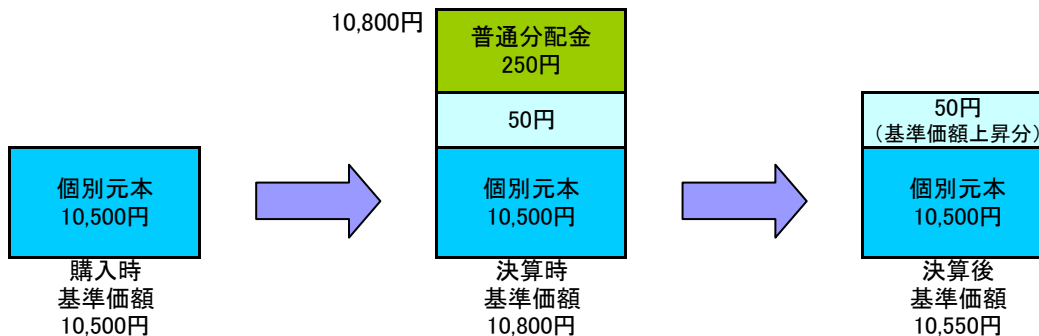 10,800円
普通分配金
250円
50円
個別元本
10,500円
購入時
基準価額
10,500円
個別元本
10,500円
決算時
基準価額
10,800円
50円
（基準価額上昇分）
個別元本
10,500円
決算後
基準価額
10,550円